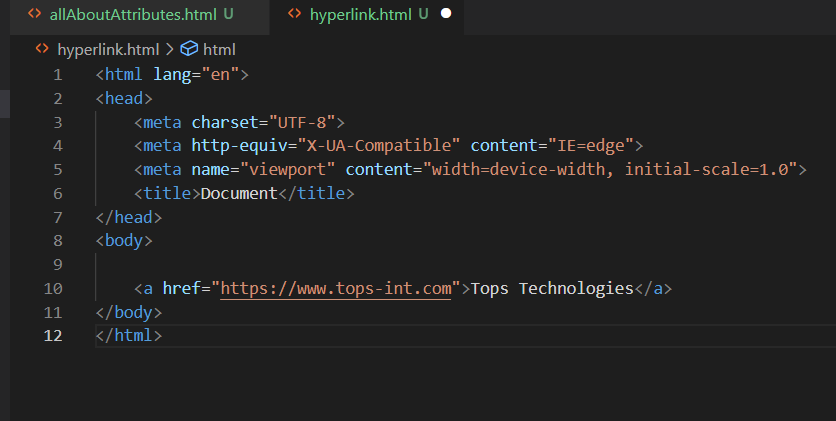 allAboutAttributes.html U hyperlink.html U
hyperlink.html > html
1 <html lang="en">
2 <head>
3 <meta charset="UTF-8">
4 <meta http-equiv="X-UA-Compatible" content="IE=edge">
5 <meta name="viewport" content="width=device-width, initial-scale=1.0">
6 <title>Document</title>
7 </head>
8 <body>
9
10 <a href="https://www.tops-int.com">Tops Technologies</a>
11 </body>
12 </html>